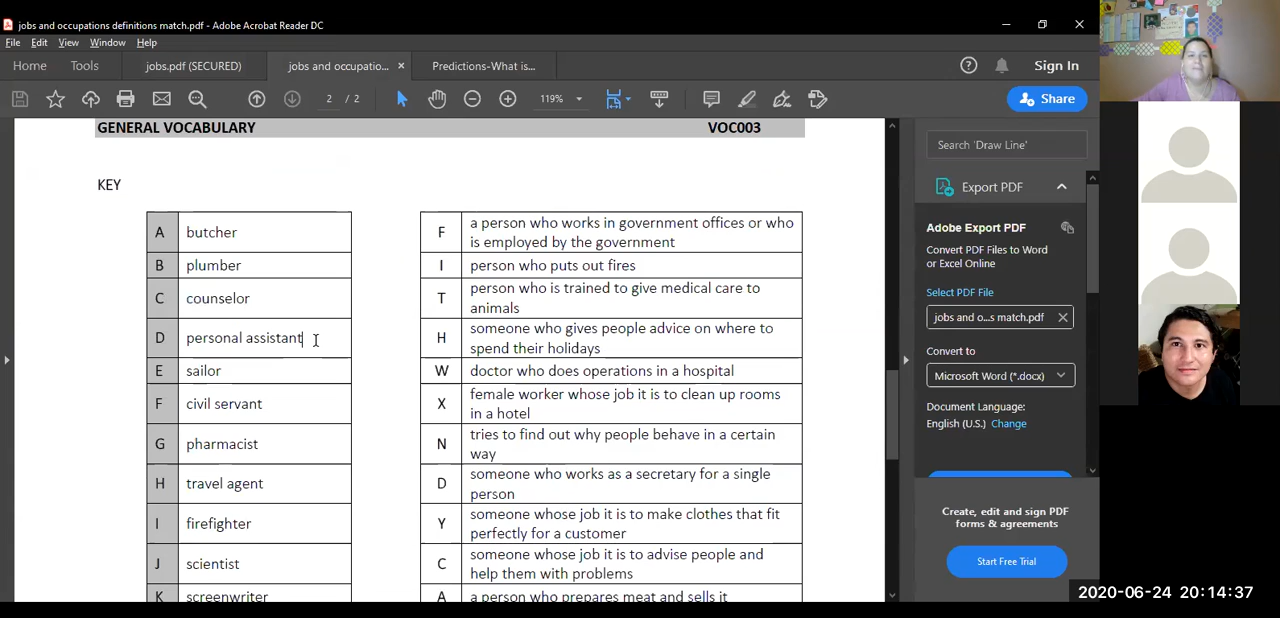 jobs and occupations definitions match.pdf - Adobe Acrobat Reader DC
File Edit View Window Help
Home Tools jobs.pdf (SECURED) jobs and occupatio... Predictions-What is... Sign In
2 / 2 119% Share
GENERAL VOCABULARY VOC003
KEY
A butcher
B plumber
C counselor
D personal assistant
E sailor
F civil servant
G pharmacist
H travel agent
I firefighter
J scientist
K screenwriter
F a person who works in government offices or who
is employed by the government
I person who puts out fires
T person who is trained to give medical care to
animals
H someone who gives people advice on where to
spend their holidays
W doctor who does operations in a hospital
X female worker whose job it is to clean up rooms
in a hotel
N tries to find out why people behave in a certain
way
D someone who works as a secretary for a single
person
Y someone whose job it is to make clothes that fit
perfectly for a customer
C someone whose job it is to advise people and
help them with problems
A a person who prepares meat and sells it
Search 'Draw Line'
Export PDF
Adobe Export PDF
Convert PDF Files to Word
or Excel Online
Select PDF File
jobs and o...s match.pdf
Convert to
Microsoft Word (*.docx)
Document Language:
English (U.S.) Change
Create, edit and sign PDF
forms & agreements
Start Free Trial
2020-06-24 20:14:37